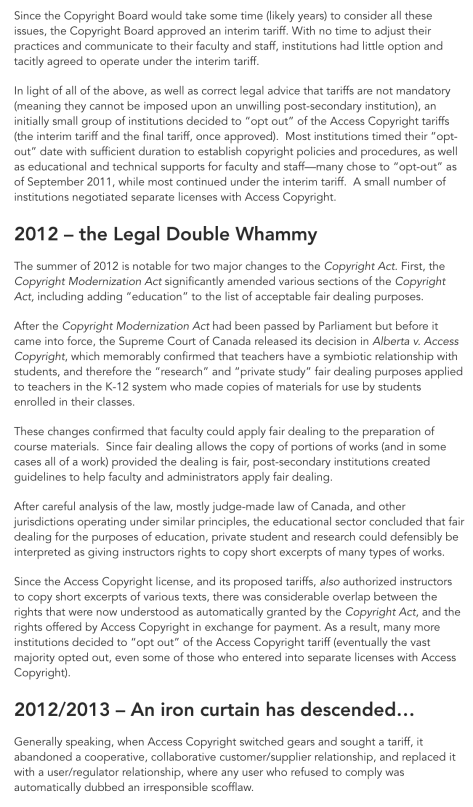 Since the Copyright Board would take some time (likely years) to consider all these
issues, the Copyright Board approved an interim tariff. With no time to adjust their
practices and communicate to their faculty and staff, institutions had little option and
tacitly agreed to operate under the interim tariff.
In light of all of the above, as well as correct legal advice that tariffs are not mandatory
(meaning they cannot be imposed upon an unwilling post-secondary institution), an
initially small group of institutions decided to "opt out" of the Access Copyright tariffs
(the interim tariff and the final tariff, once approved).  Most institutions timed their "opt-
out" date with sufficient duration to establish copyright policies and procedures, as well
as educational and technical supports for faculty and staff—many chose to "opt-out" as
of September 2011, while most continued under the interim tariff.  A small number of
institutions negotiated separate licenses with Access Copyright.
2012 – the Legal Double Whammy
The summer of 2012 is notable for two major changes to the Copyright Act. First, the
Copyright Modernization Act significantly amended various sections of the Copyright
Act, including adding "education" to the list of acceptable fair dealing purposes.
After the Copyright Modernization Act had been passed by Parliament but before it
came into force, the Supreme Court of Canada released its decision in Alberta v. Access
Copyright, which memorably confirmed that teachers have a symbiotic relationship with
students, and therefore the "research" and "private study" fair dealing purposes applied
to teachers in the K-12 system who made copies of materials for use by students
enrolled in their classes.
These changes confirmed that faculty could apply fair dealing to the preparation of
course materials.  Since fair dealing allows the copy of portions of works (and in some
cases all of a work) provided the dealing is fair, post-secondary institutions created
guidelines to help faculty and administrators apply fair dealing.
After careful analysis of the law, mostly judge-made law of Canada, and other
jurisdictions operating under similar principles, the educational sector concluded that fair
dealing for the purposes of education, private student and research could defensibly be
interpreted as giving instructors rights to copy short excerpts of many types of works.
Since the Access Copyright license, and its proposed tariffs, also authorized instructors
to copy short excerpts of various texts, there was considerable overlap between the
rights that were now understood as automatically granted by the Copyright Act, and the
rights offered by Access Copyright in exchange for payment. As a result, many more
institutions decided to "opt out" of the Access Copyright tariff (eventually the vast
majority opted out, even some of those who entered into separate licenses with Access
Copyright).
2012/2013 – An iron curtain has descended…
Generally speaking, when Access Copyright switched gears and sought a tariff, it
abandoned a cooperative, collaborative customer/supplier relationship, and replaced it
with a user/regulator relationship, where any user who refused to comply was
automatically dubbed an irresponsible scofflaw.